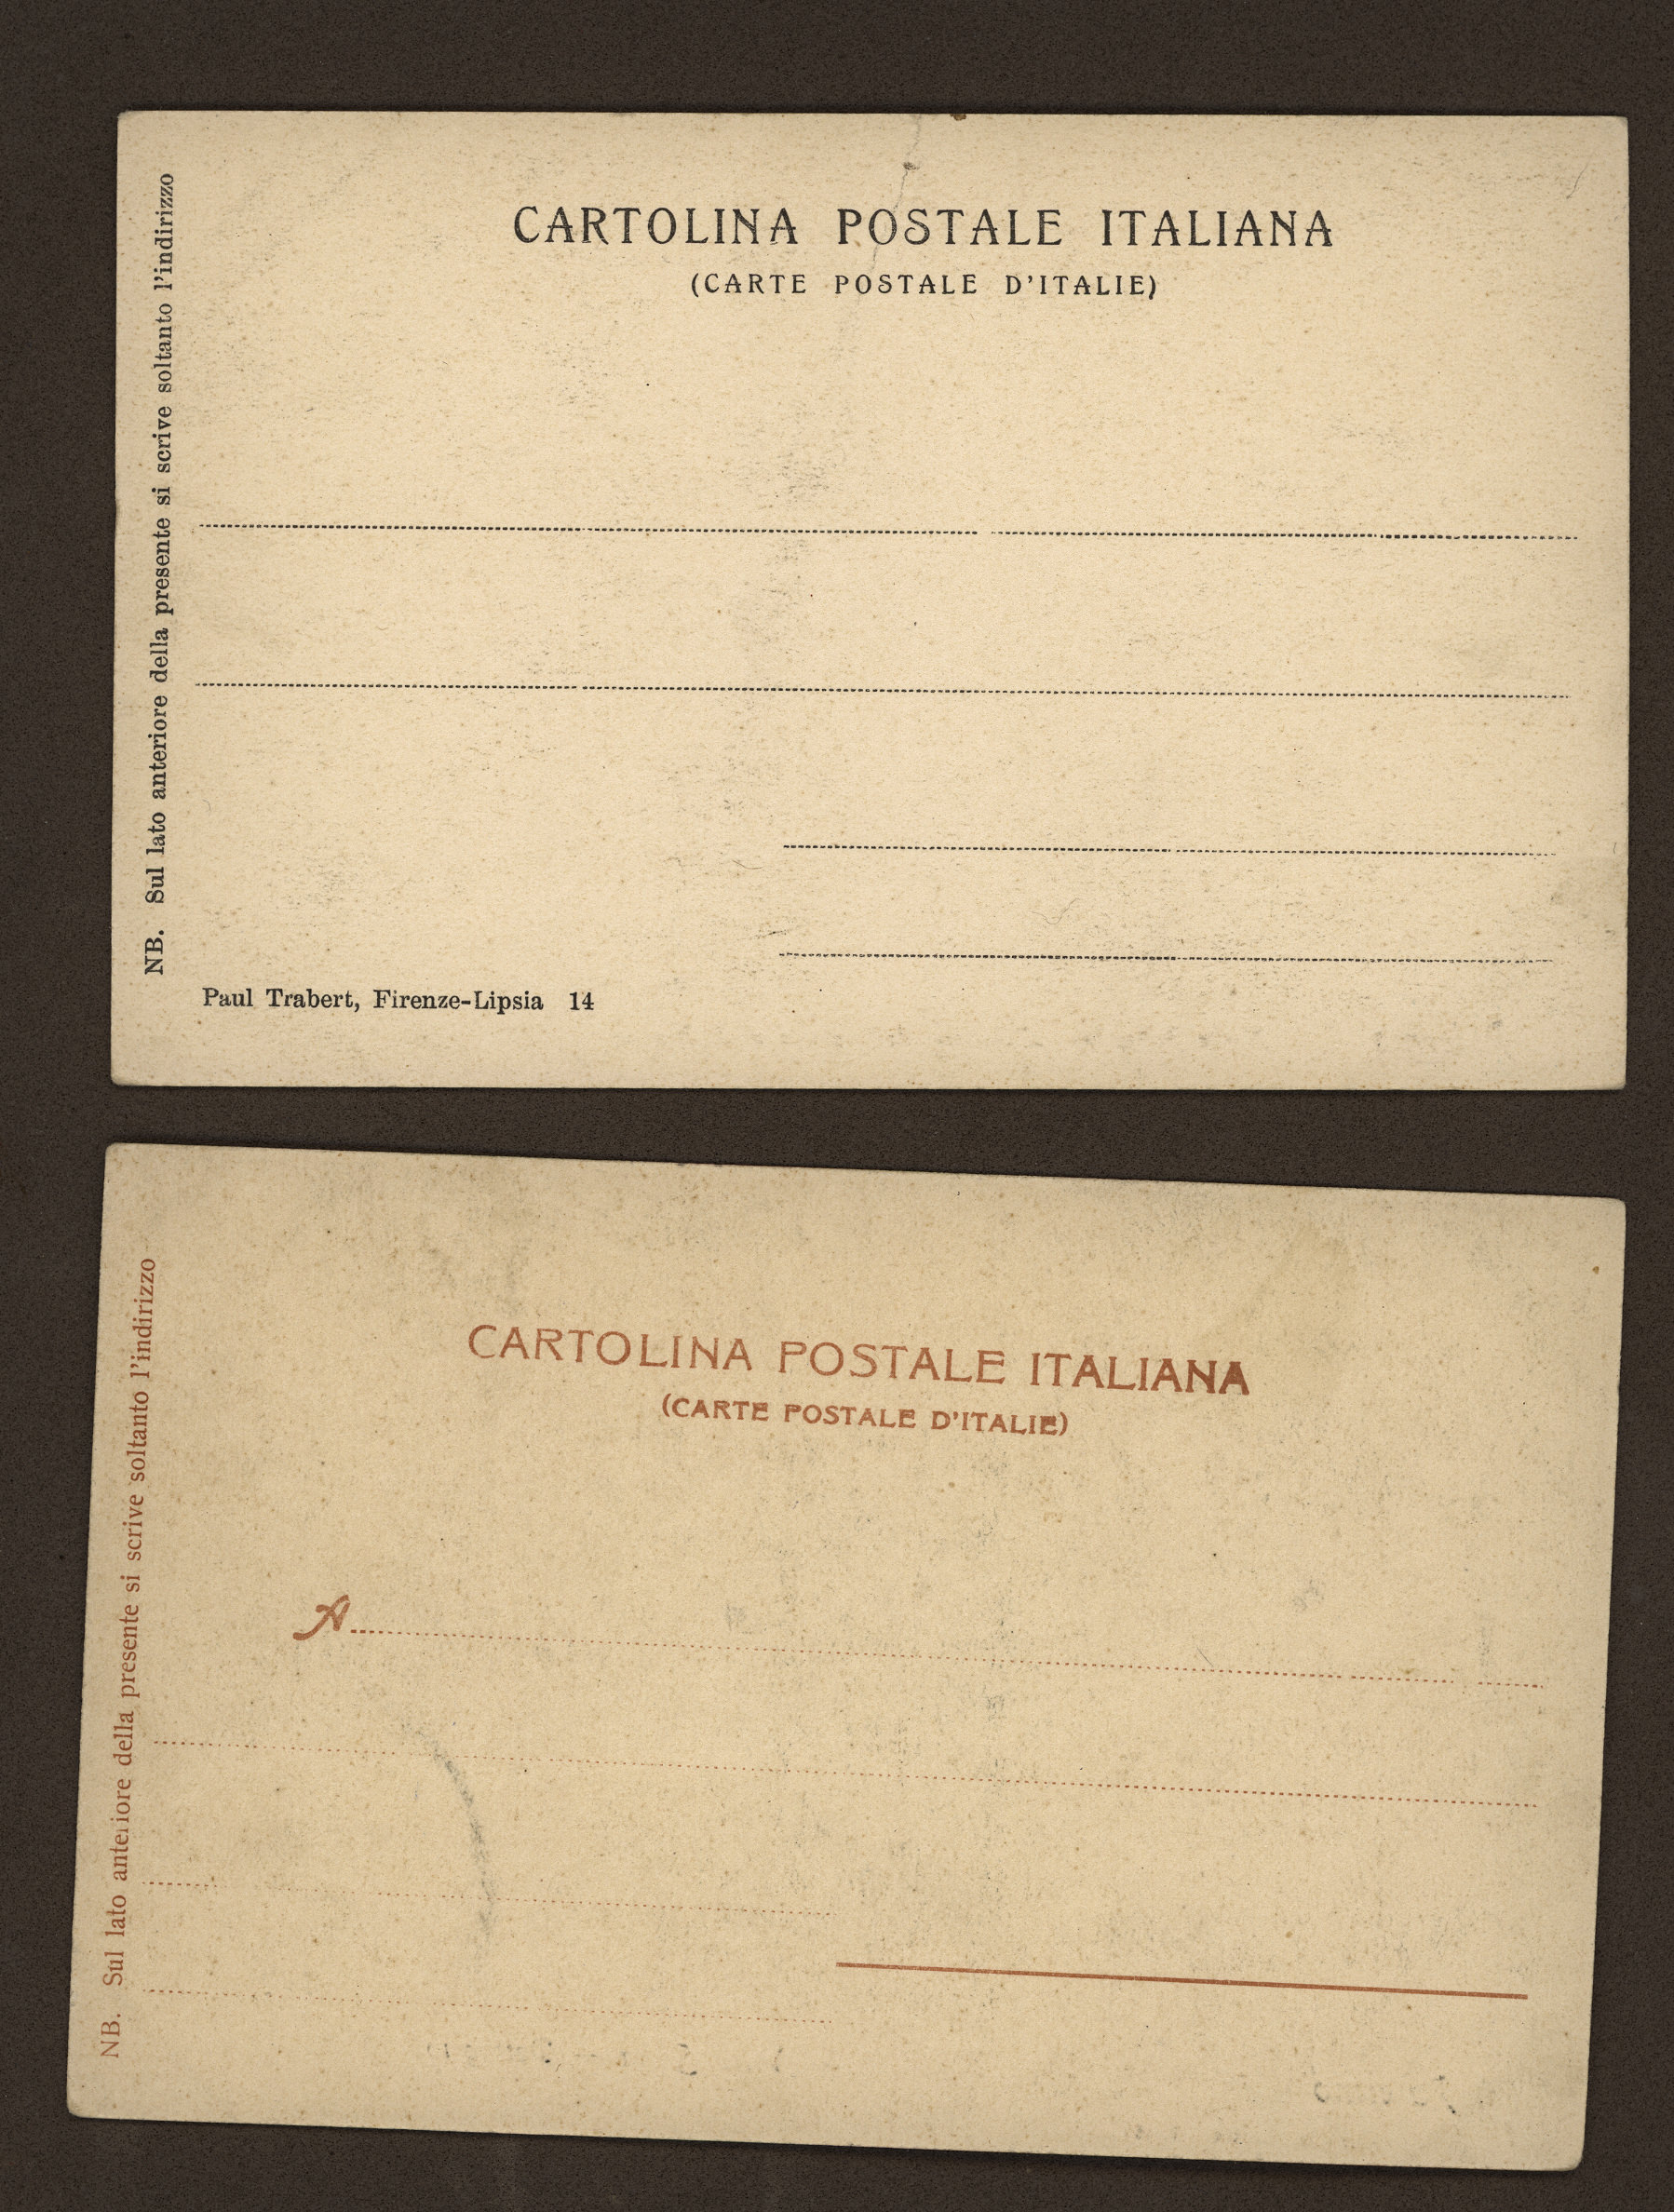 CARTOLINA POSTALE ITALIANA
(CARTE POSTALE D'ITALIE)
NB. Sul lato anteriore della presente si scrive soltanto l'indirizzo
Paul Trabert, Firenze-Lipsia 14
CARTOLINA POSTALE ITALIANA
(CARTE POSTALE D'ITALIE)
NB. Sul lato anteriore della presente si scrive soltanto l'indirizzo
A